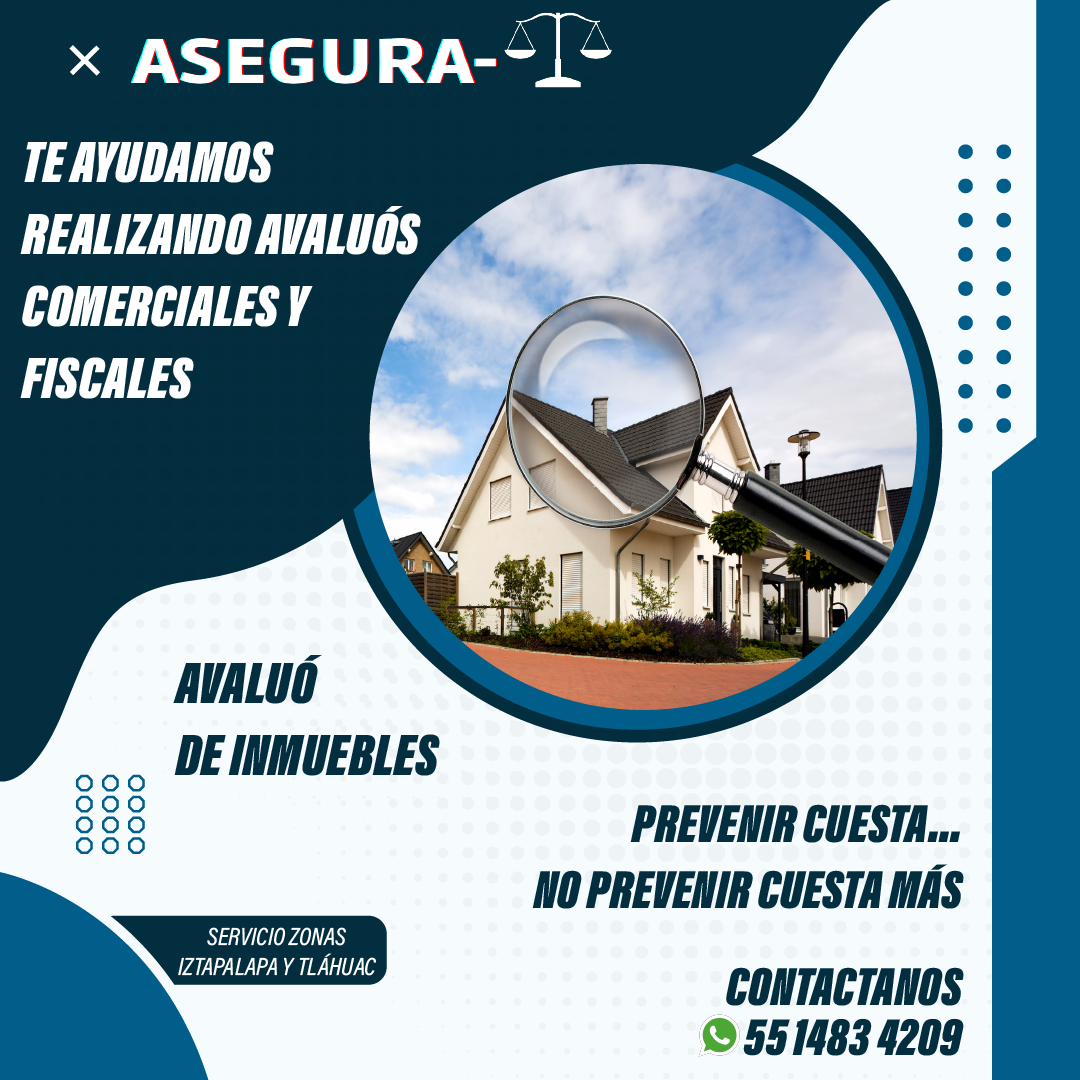 ASEGURA-
TE AYUDAMOS
REALIZANDO AVALUÓS
COMERCIALES Y
FISCALES
AVALUÓ
DE INMUEBLES
PREVENIR CUESTA...
NO PREVENIR CUESTA MÁS
SERVICIO ZONAS
IZTAPALAPA Y TLÁHUAC
CONTACTANOS
55 1483 4209